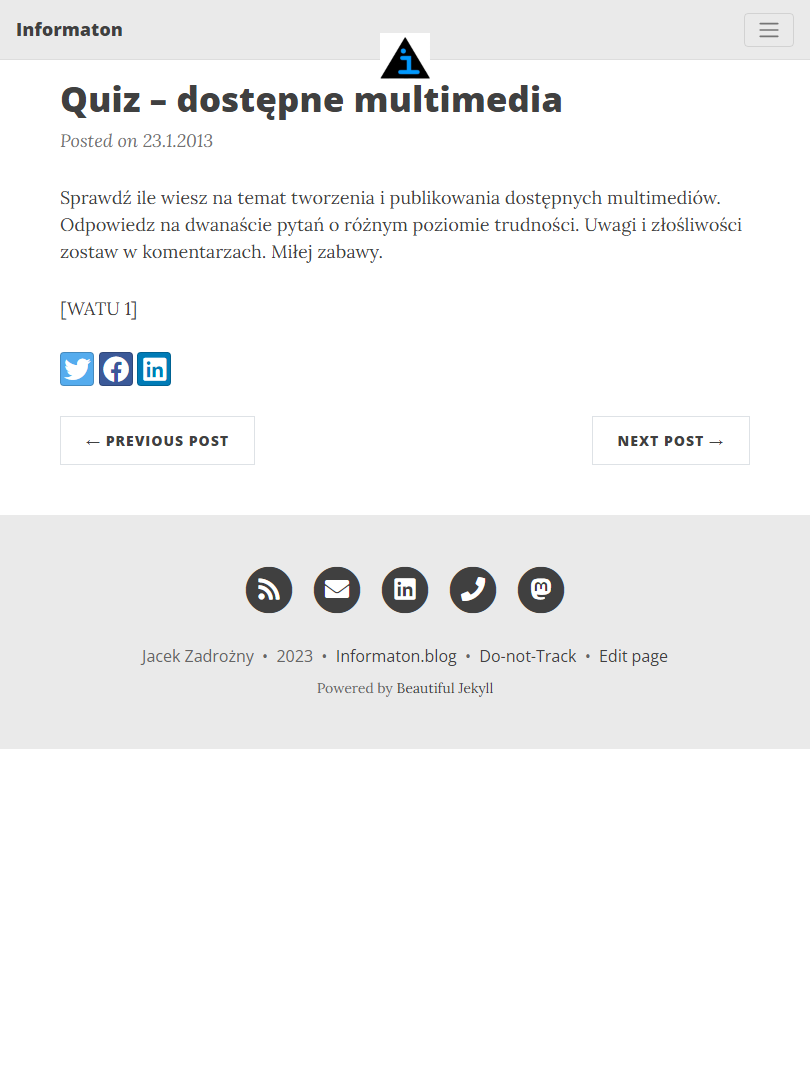 Informaton
Quiz – dostępne multimedia
Posted on 23.1.2013
Sprawdź ile wiesz na temat tworzenia i publikowania dostępnych multimediów.
Odpowiedz na dwanaście pytań o różnym poziomie trudności. Uwagi i złośliwości
zostaw w komentarzach. Miłej zabawy.
[WATU 1]
← PREVIOUS POST
NEXT POST →
Jacek Zadrożny • 2023 • Informaton.blog • Do-not-Track • Edit page
Powered by Beautiful Jekyll